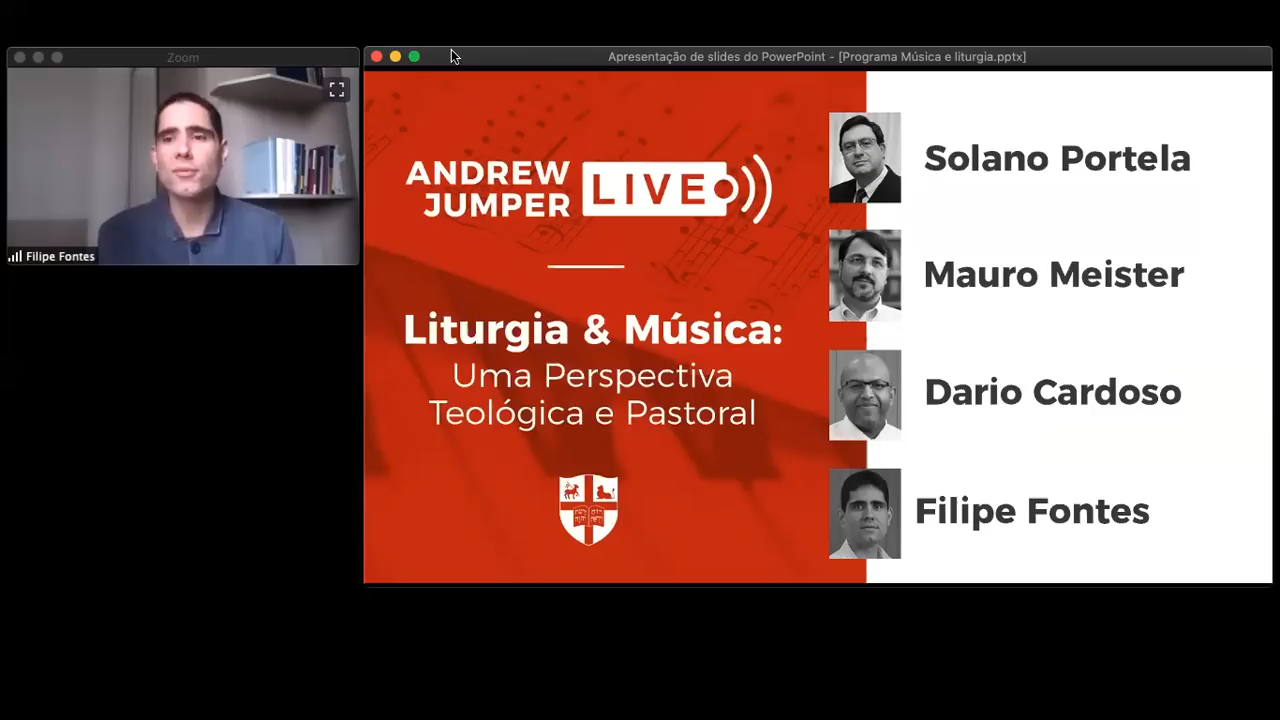 Zoom
Filipe Fontes
Apresentação de slides do PowerPoint - [Programa Música e liturgia.pptx]
ANDREW
JUMPER
LIVE
Liturgia & Música:
Uma Perspectiva
Teológica e Pastoral
Solano Portela
Mauro Meister
Dario Cardoso
Filipe Fontes